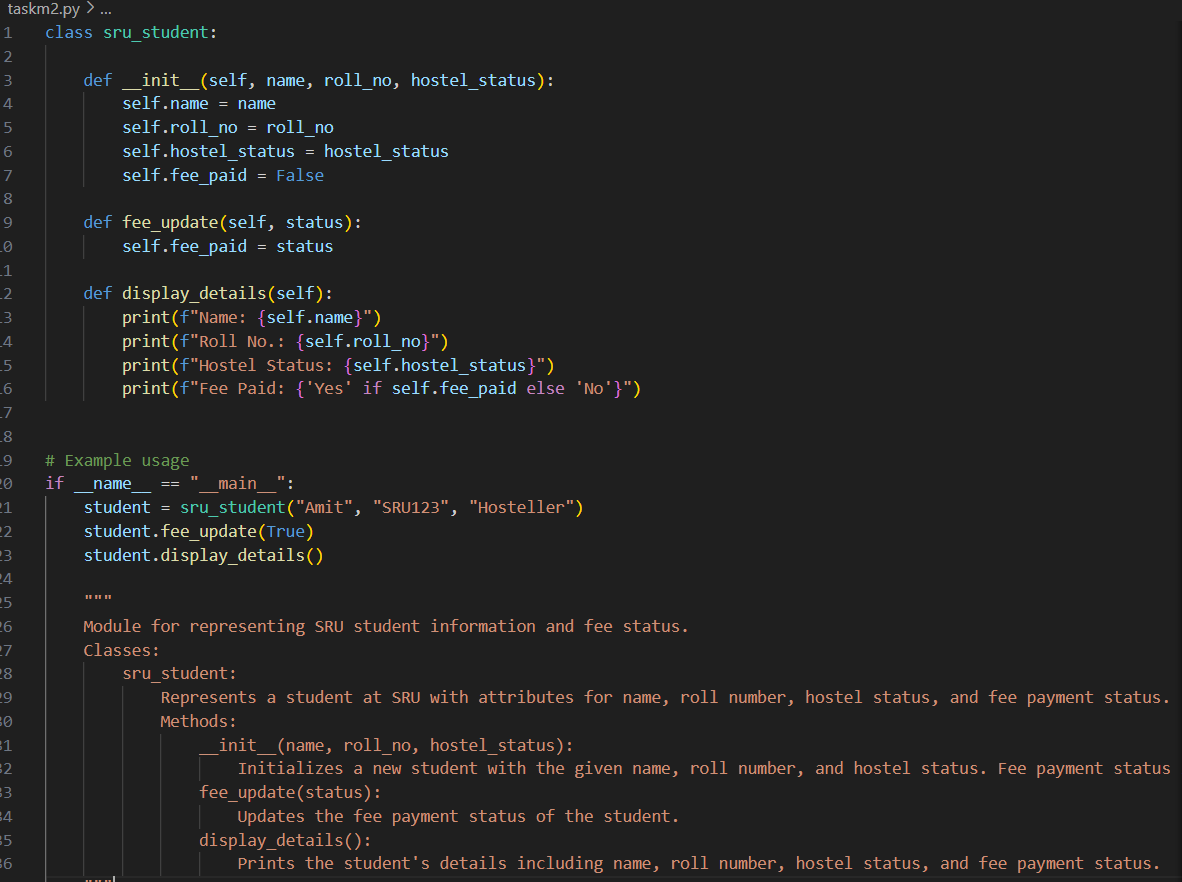 taskm2.py > ...
1 class sru_student:
2
3     def __init__(self, name, roll_no, hostel_status):
4         self.name = name
5         self.roll_no = roll_no
6         self.hostel_status = hostel_status
7         self.fee_paid = False
8
9     def fee_update(self, status):
10         self.fee_paid = status
11
12     def display_details(self):
13         print(f"Name: {self.name}")
14         print(f"Roll No.: {self.roll_no}")
15         print(f"Hostel Status: {self.hostel_status}")
16         print(f"Fee Paid: {'Yes' if self.fee_paid else 'No'}")
17
18
19 # Example usage
20 if __name__ == "__main__":
21     student = sru_student("Amit", "SRU123", "Hosteller")
22     student.fee_update(True)
23     student.display_details()
24
25     """
26     Module for representing SRU student information and fee status.
27     Classes:
28         sru_student:
29             Represents a student at SRU with attributes for name, roll number, hostel status, and fee payment status.
30             Methods:
31                 __init__(name, roll_no, hostel_status):
32                     Initializes a new student with the given name, roll number, and hostel status. Fee payment status
33                 fee_update(status):
34                     Updates the fee payment status of the student.
35                 display_details():
36                     Prints the student's details including name, roll number, hostel status, and fee payment status.
    """